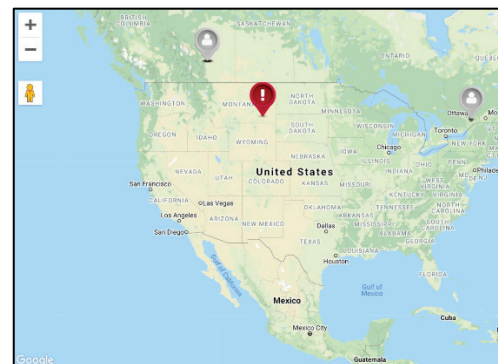 BRITISH
COLUMBIA
SASKATCHEWAN
ONTARIO
QUEBEC
WASHINGTON
MONTANA
NORTH
DAKOTA
MINNESOTA
Ottawa
OREGON
IDAHO
WYOMING
SOUTH
DAKOTA
WISCONSIN
MICHIGAN
Toronto
NEW YORK
Chicago
NEBRASKA
IOWA
NEVADA
UTAH
COLORADO
United States
KANSAS
MISSOURI
ILLINOIS
INDIANA
OHIO
WEST
VIRGINIA
VIRGINIA
KENTUCKY
San Francisco
CALIFORNIA
Las Vegas
Los Angeles
ARIZONA
NEW MEXICO
OKLAHOMA
ARKANSAS
TENNESSEE
NORTH
CAROLINA
SOUTH
CAROLINA
San Diego
Dallas
MISSISSIPPI
ALABAMA
GEORGIA
TEXAS
LOUISIANA
Houston
FLORIDA
Gulf of
California
Gulf of
Mexico
Mexico
Mexico City
Cuba
Guatemala
Google